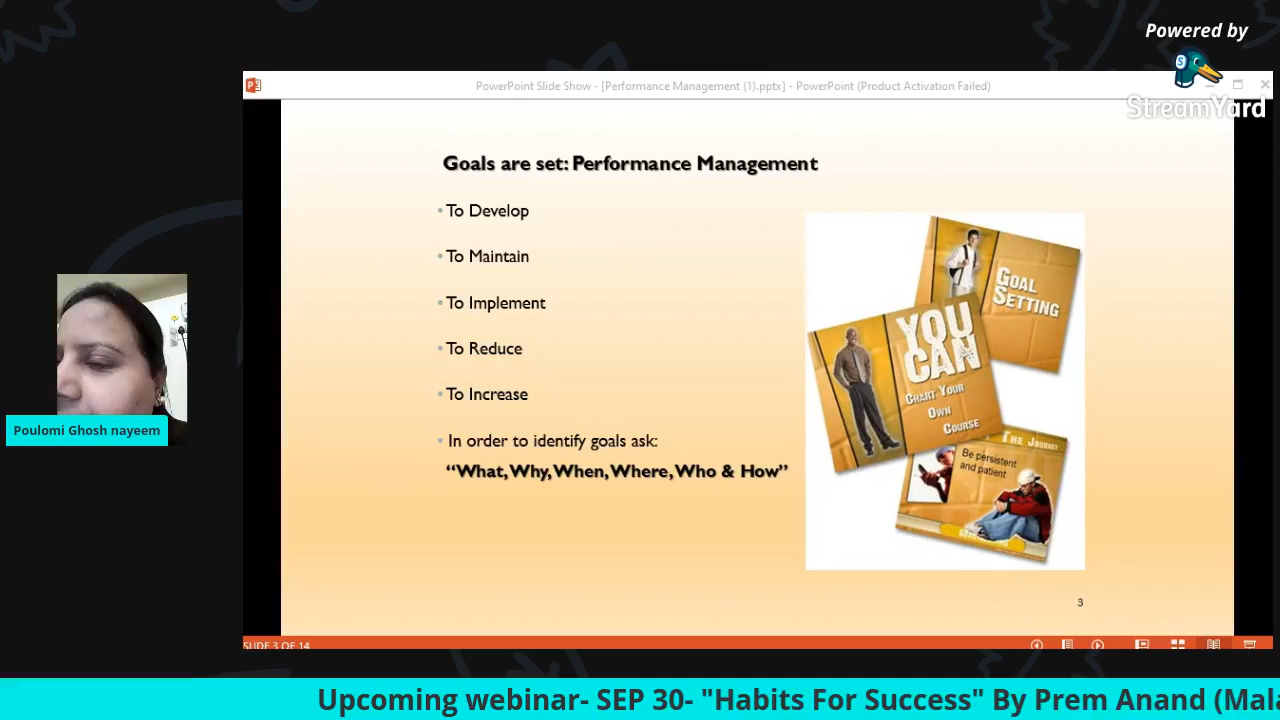 Powered by
StreamYard
PowerPoint Slide Show - [Performance Management (1).pptx] - PowerPoint (Product Activation Failed)
Goals are set: Performance Management
• To Develop
• To Maintain
• To Implement
• To Reduce
• To Increase
• In order to identify goals ask:
“What, Why, When, Where, Who & How”
GOAL
SETTING
YOU
CAN
CHART YOUR
OWN
COURSE
THE JOURNEY
Be persistent
and patient
3
SLIDE 3 OF 14
Poulomi Ghosh nayeem
Upcoming webinar- SEP 30- "Habits For Success" By Prem Anand (Mala